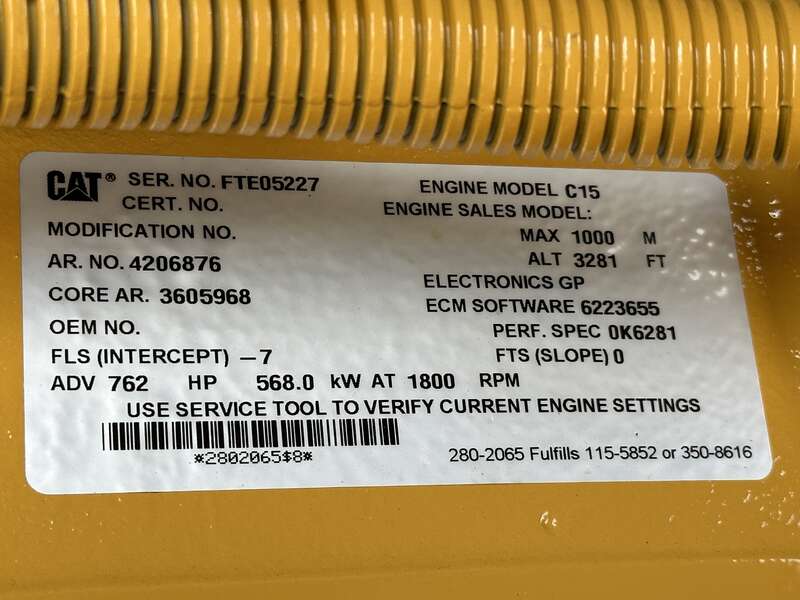 CAT® SER. NO. FTE05227 ENGINE MODEL C15
CERT. NO. ENGINE SALES MODEL:
MODIFICATION NO. MAX 1000 M
AR. NO. 4206876 ALT 3281 FT
CORE AR. 3605968 ELECTRONICS GP
ECM SOFTWARE 6223655
OEM NO. PERF. SPEC 0K6281
FLS (INTERCEPT) –7 FTS (SLOPE) 0
ADV 762 HP 568.0 kW AT 1800 RPM
USE SERVICE TOOL TO VERIFY CURRENT ENGINE SETTINGS
*2802065$8* 280-2065 Fulfills 115-5852 or 350-8616